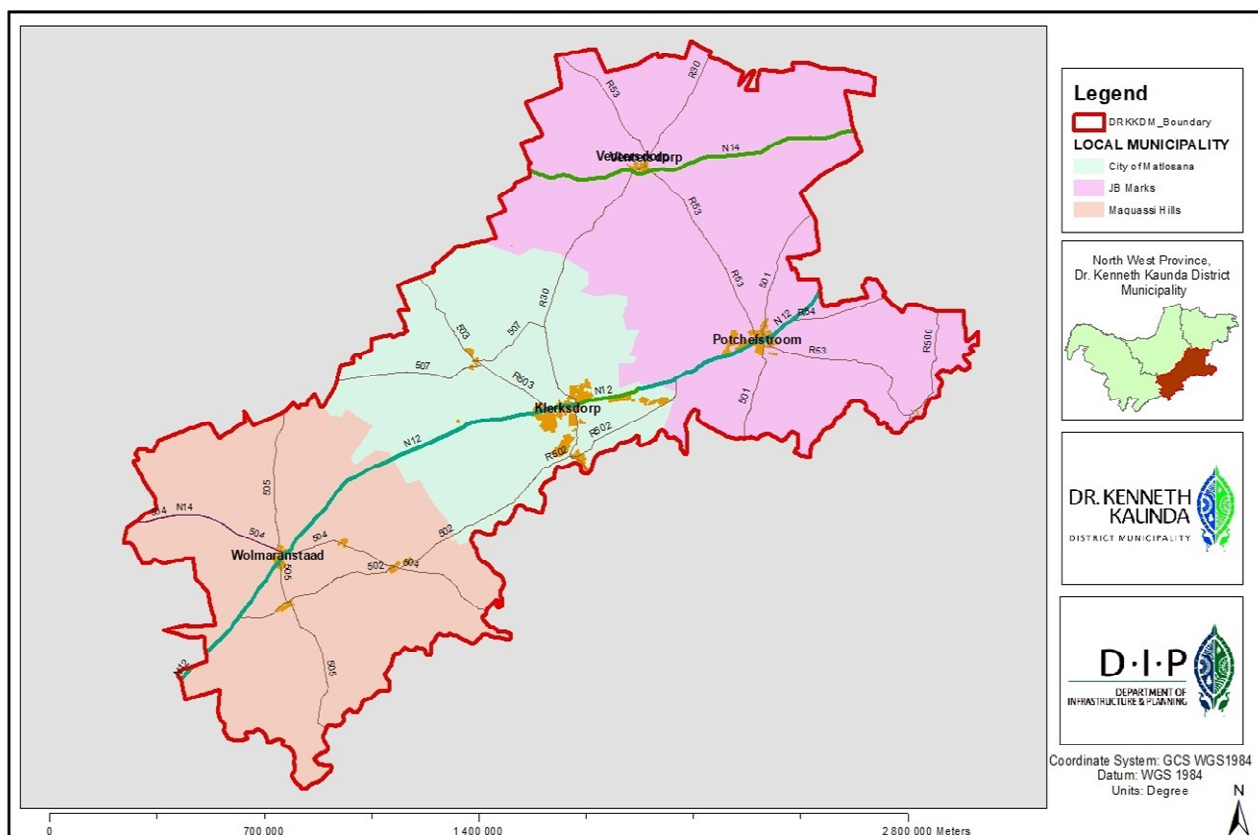 R53
R30
Ventersdorp
Ventersdorp
N14
R53
R53
501
R30
N12
R54
Potchefstroom
R53
R500
501
503
507
507
R503
N12
Klerksdorp
R502
R502
N12
505
N14
504
504
504
Wolmaransstad
505
502
504
502
505
N12
Legend
DRKKDM_Boundary
LOCAL MUNICIPALITY
City of Matlosana
JB Marks
Maquassi Hills
North West Province,
Dr. Kenneth Kaunda District
Municipality
DR. KENNETH
KAUNDA
DISTRICT MUNICIPALITY
D·I·P
DEPARTMENT OF
INFRASTRUCTURE & PLANNING
Coordinate System: GCS WGS1984
Datum: WGS 1984
Units: Degree
N
0 700 000 1 400 000 2 800 000 Meters